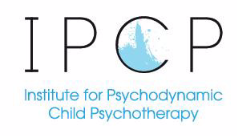 IPCP
Institute for Psychodynamic
Child Psychotherapy